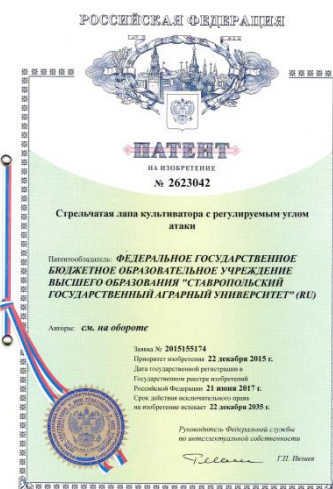 РОССИЙСКАЯ ФЕДЕРАЦИЯ
ПАТЕНТ
НА ИЗОБРЕТЕНИЕ
№ 2623042
Стрельчатая лапа культиватора с регулируемым углом
атаки
Патентообладатель: ФЕДЕРАЛЬНОЕ ГОСУДАРСТВЕННОЕ
БЮДЖЕТНОЕ ОБРАЗОВАТЕЛЬНОЕ УЧРЕЖДЕНИЕ
ВЫСШЕГО ОБРАЗОВАНИЯ "СТАВРОПОЛЬСКИЙ
ГОСУДАРСТВЕННЫЙ АГРАРНЫЙ УНИВЕРСИТЕТ" (RU)
Авторы: см. на обороте
Заявка № 2015155174
Приоритет изобретения 22 декабря 2015 г.
Дата государственной регистрации в
Государственном реестре изобретений
Российской Федерации 21 июня 2017 г.
Срок действия исключительного права
на изобретение истекает 22 декабря 2035 г.
Руководитель Федеральной службы
по интеллектуальной собственности
Г.П. Ивлиев